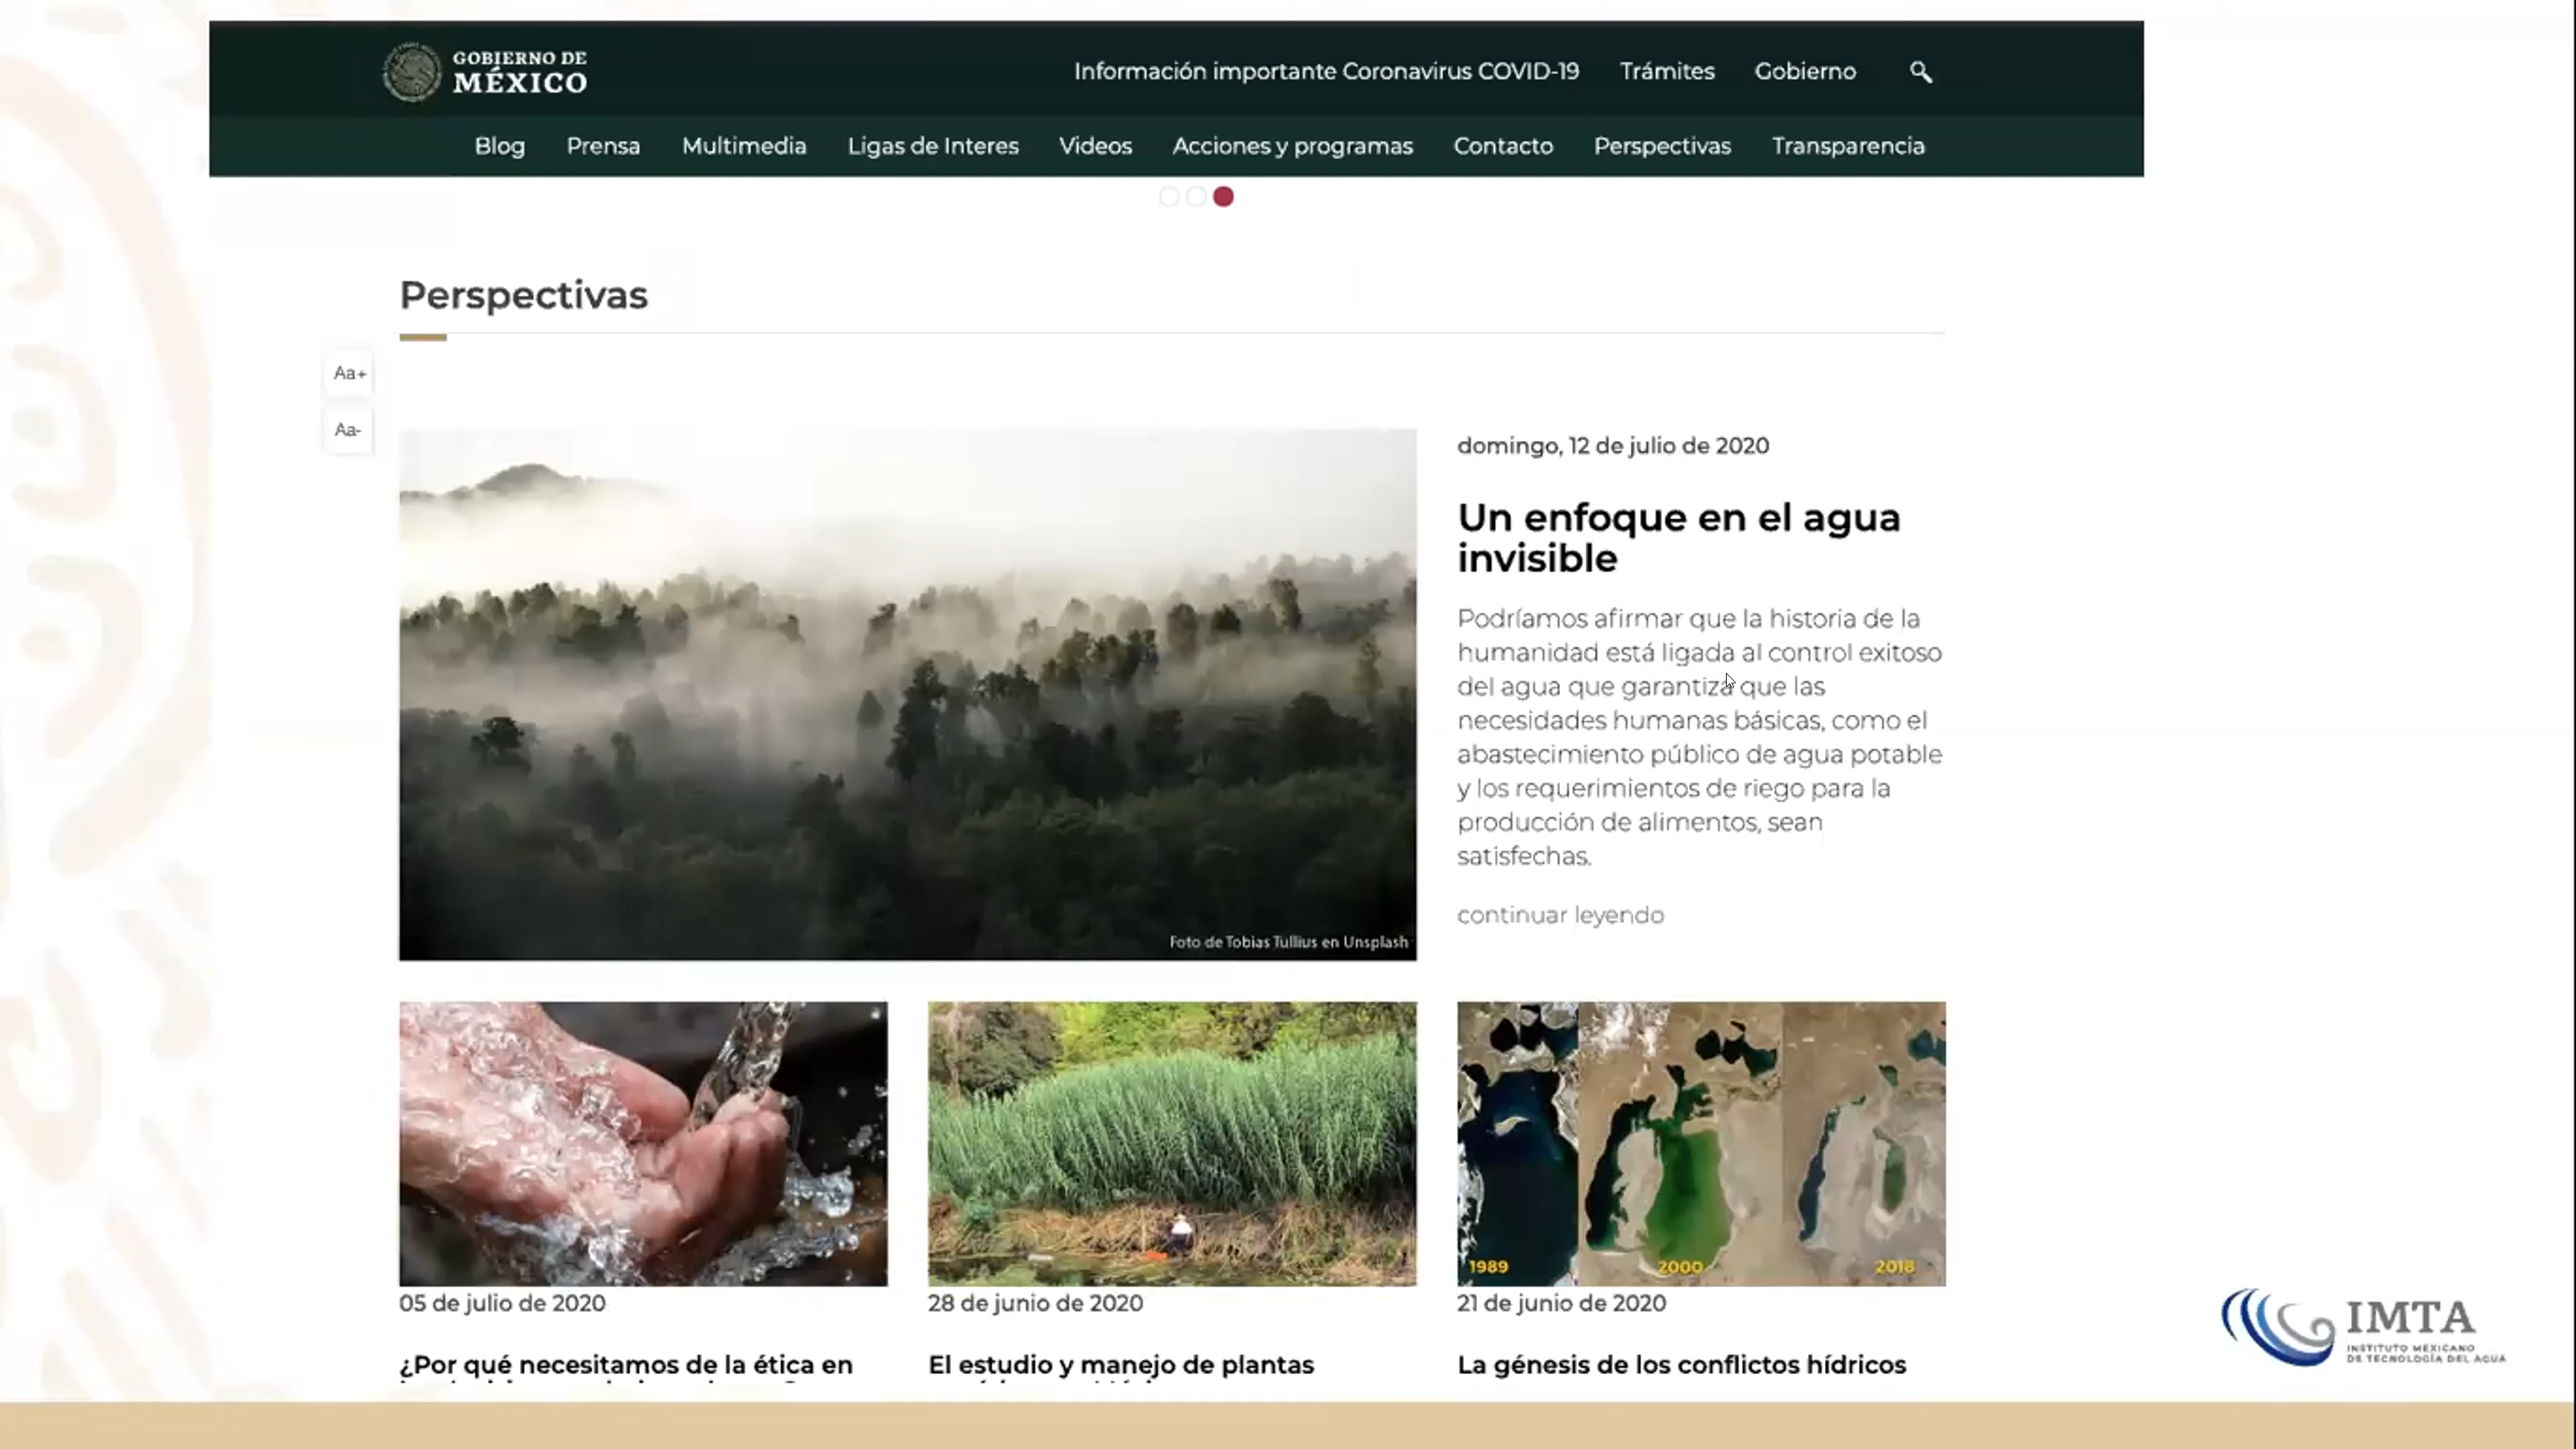 GOBIERNO DE
MÉXICO
Información importante Coronavirus COVID-19 Trámites Gobierno
Blog Prensa Multimedia Ligas de Interes Videos Acciones y programas Contacto Perspectivas Transparencia
Perspectivas
Aa+
Aa-
domingo, 12 de julio de 2020
Un enfoque en el agua
invisible
Podríamos afirmar que la historia de la
humanidad está ligada al control exitoso
del agua que garantiza que las
necesidades humanas básicas, como el
abastecimiento público de agua potable
y los requerimientos de riego para la
producción de alimentos, sean
satisfechas.
continuar leyendo
Foto de Tobias Tullius en Unsplash
1989 2000 2018
05 de julio de 2020
¿Por qué necesitamos de la ética en
28 de junio de 2020
El estudio y manejo de plantas
21 de junio de 2020
La génesis de los conflictos hídricos
IMTA
INSTITUTO MEXICANO
DE TECNOLOGÍA DEL AGUA